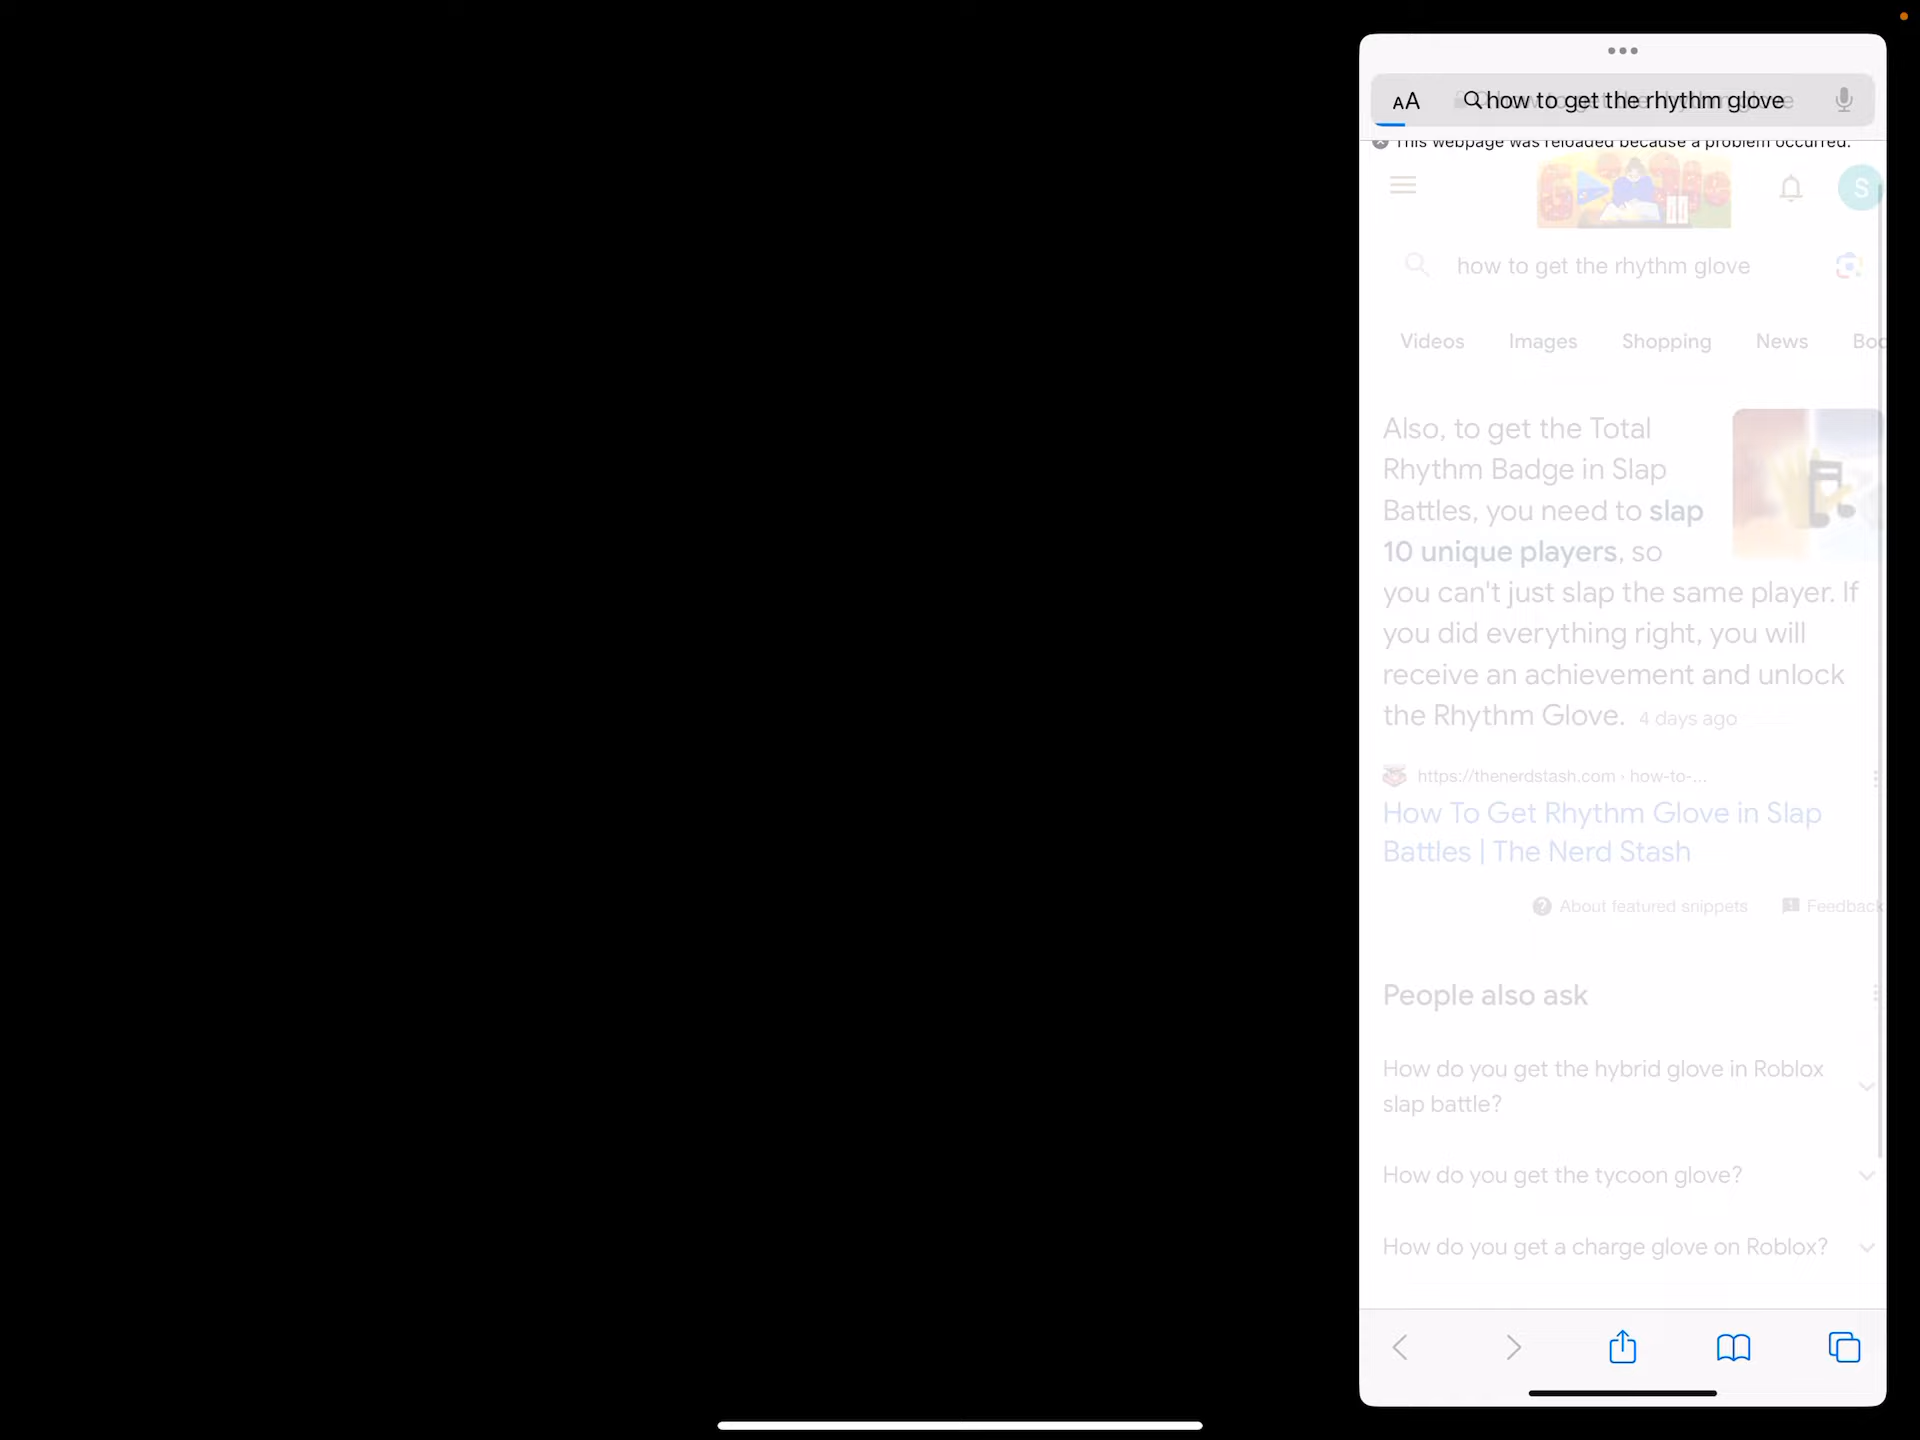 AA how to get the rhythm glove
This webpage was reloaded because a problem occurred.
S
how to get the rhythm glove
Videos Images Shopping News Boo
Also, to get the Total
Rhythm Badge in Slap
Battles, you need to slap
10 unique players, so
you can't just slap the same player. If
you did everything right, you will
receive an achievement and unlock
the Rhythm Glove. 4 days ago
https://thenerdstash.com › how-to-...
How To Get Rhythm Glove in Slap
Battles | The Nerd Stash
About featured snippets Feedback
People also ask
How do you get the hybrid glove in Roblox
slap battle?
How do you get the tycoon glove?
How do you get a charge glove on Roblox?